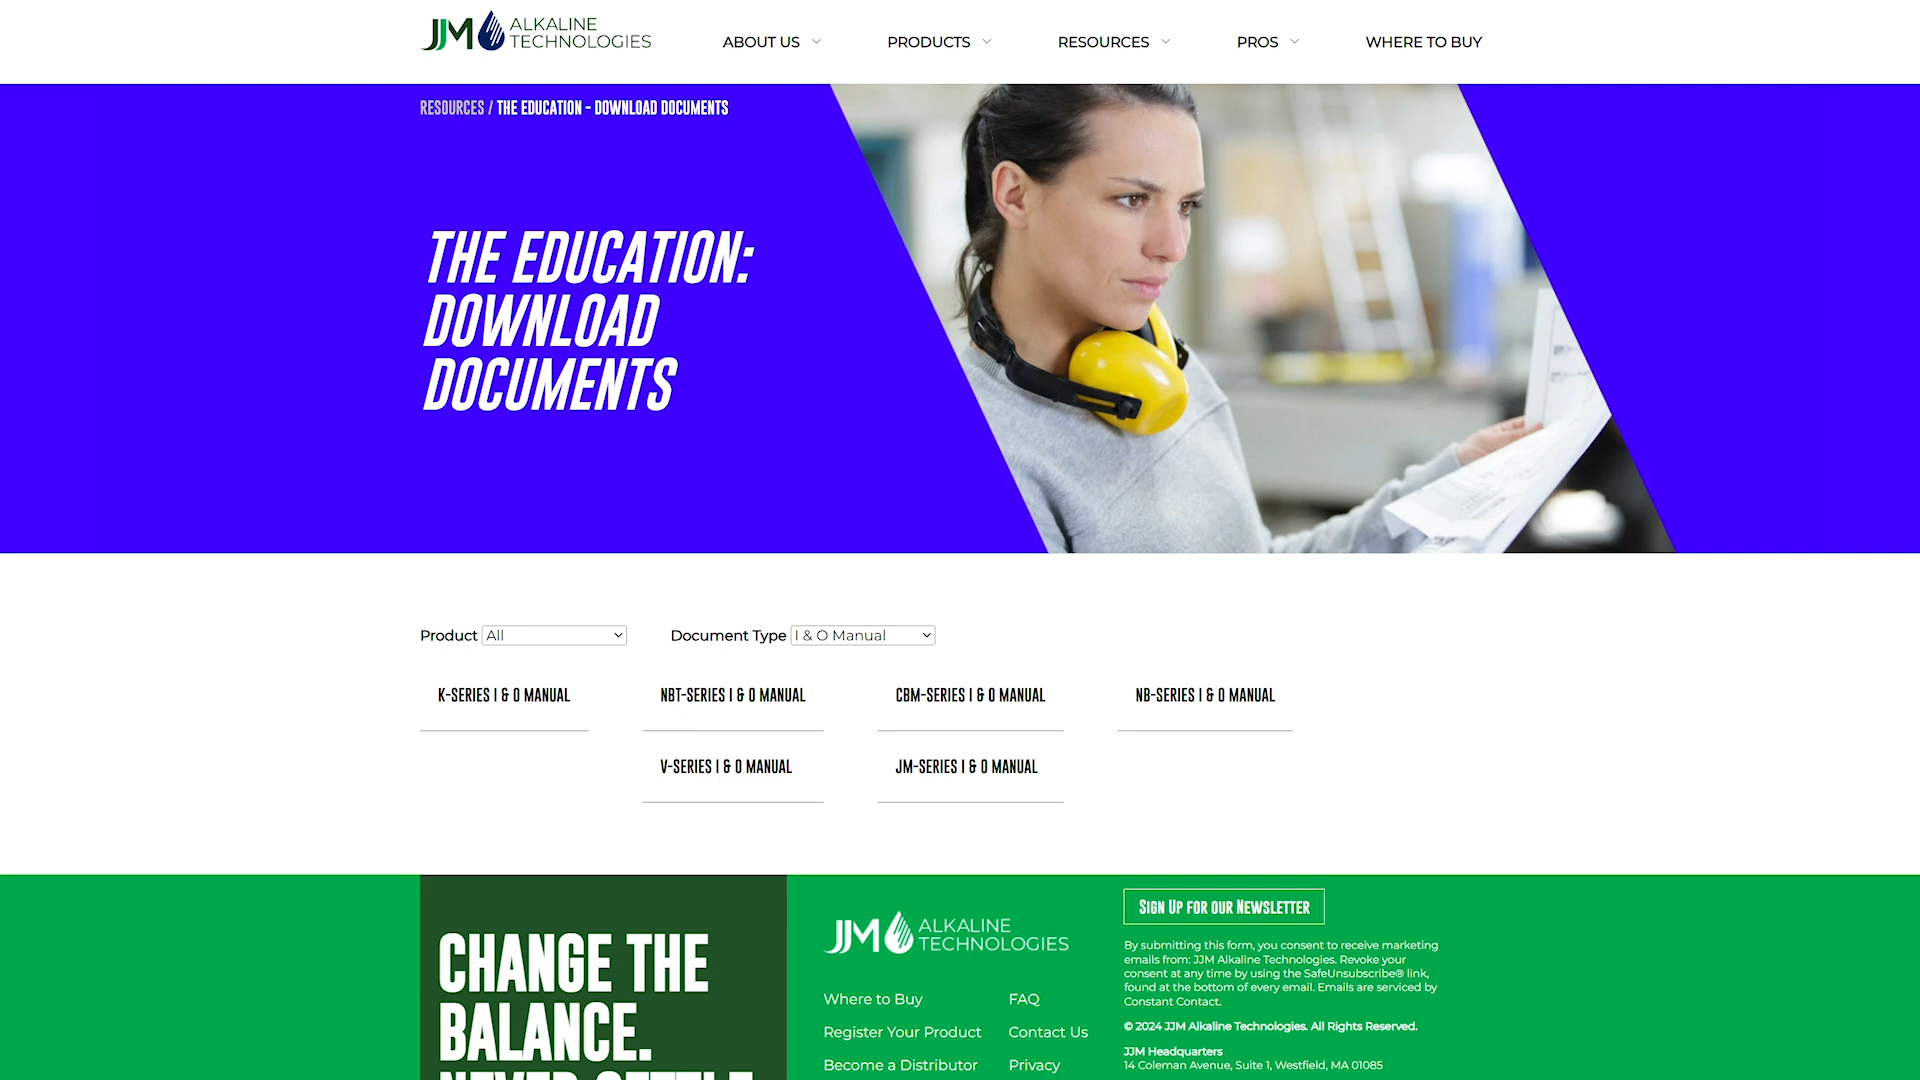 JJM ALKALINE TECHNOLOGIES
ABOUT US
PRODUCTS
RESOURCES
PROS
WHERE TO BUY
RESOURCES / THE EDUCATION - DOWNLOAD DOCUMENTS
THE EDUCATION:
DOWNLOAD
DOCUMENTS
Product All
Document Type I & O Manual
K-SERIES I & O MANUAL
NBT-SERIES I & O MANUAL
CBM-SERIES I & O MANUAL
NB-SERIES I & O MANUAL
V-SERIES I & O MANUAL
JM-SERIES I & O MANUAL
CHANGE THE
BALANCE.
NEVER SETTLE
JJM ALKALINE TECHNOLOGIES
Where to Buy
Register Your Product
Become a Distributor
FAQ
Contact Us
Privacy
Sign Up for our Newsletter
By submitting this form, you consent to receive marketing
emails from: JJM Alkaline Technologies. Revoke your
consent at any time by using the SafeUnsubscribe® link,
found at the bottom of every email. Emails are serviced by
Constant Contact.
© 2024 JJM Alkaline Technologies. All Rights Reserved.
JJM Headquarters
14 Coleman Avenue, Suite 1, Westfield, MA 01085